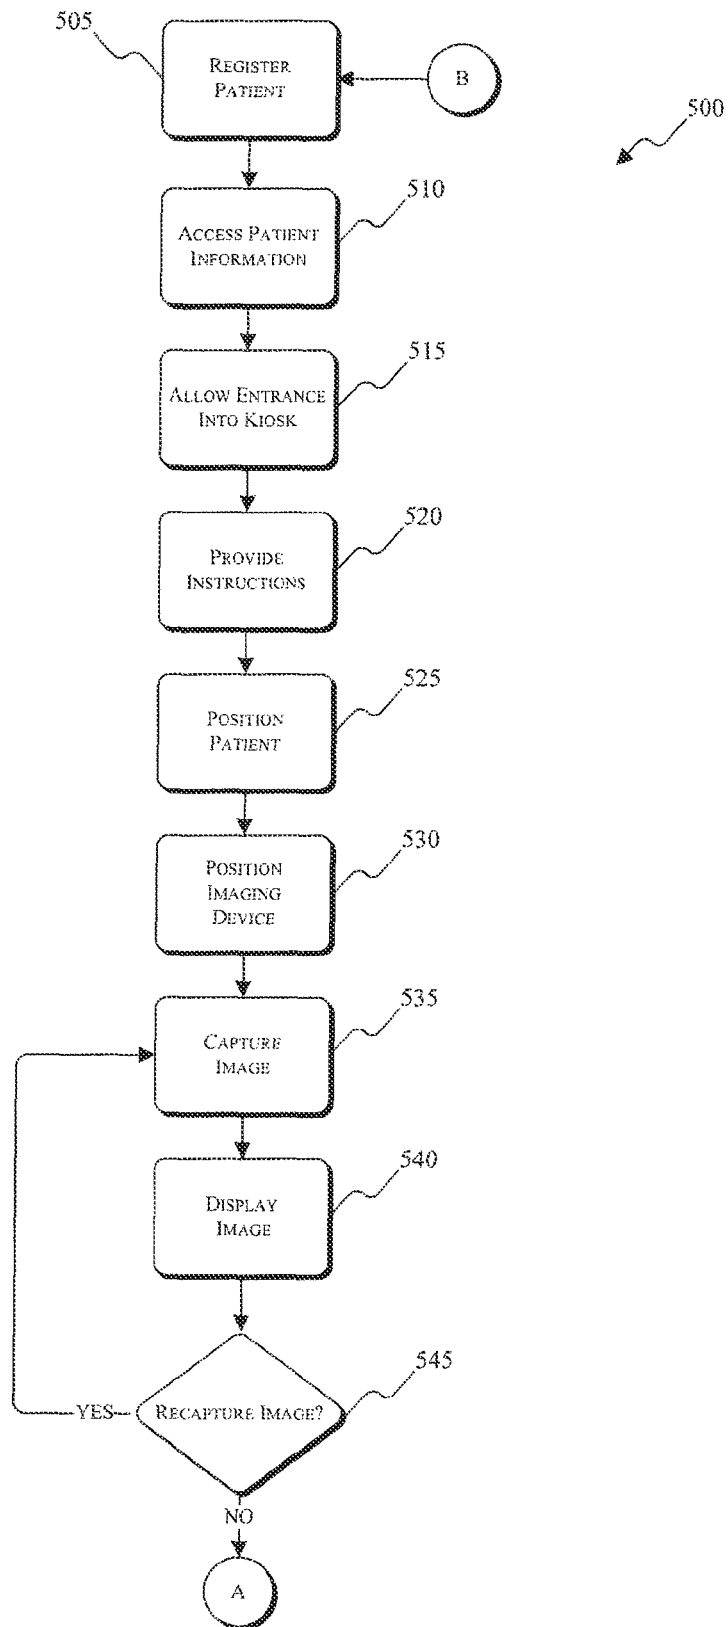 505
REGISTER
PATIENT
B
500
510
ACCESS PATIENT
INFORMATION
515
ALLOW ENTRANCE
INTO KIOSK
520
PROVIDE
INSTRUCTIONS
525
POSITION
PATIENT
530
POSITION
IMAGING
DEVICE
535
CAPTURE
IMAGE
540
DISPLAY
IMAGE
545
YES
RECAPTURE IMAGE?
NO
A